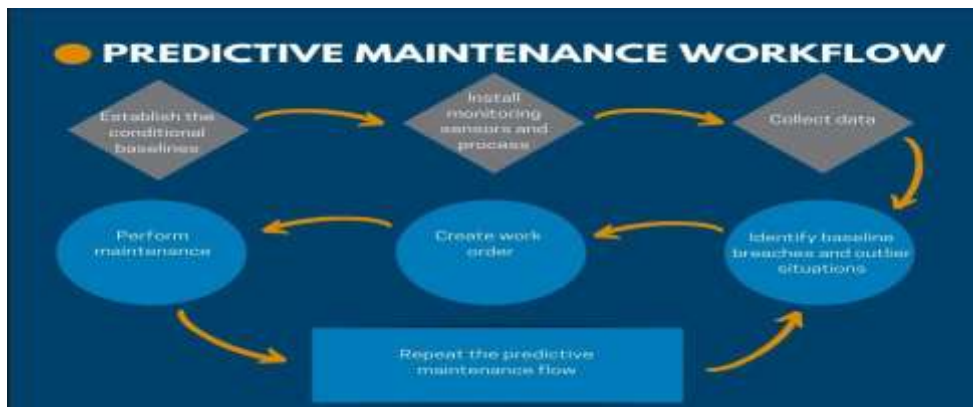 PREDICTIVE MAINTENANCE WORKFLOW
Establish the
conditional
baselines
Install
monitoring
sensors and
process
Collect data
Identify baseline
breaches and outlier
situations
Create work
order
Perform
maintenance
Repeat the predictive
maintenance flow